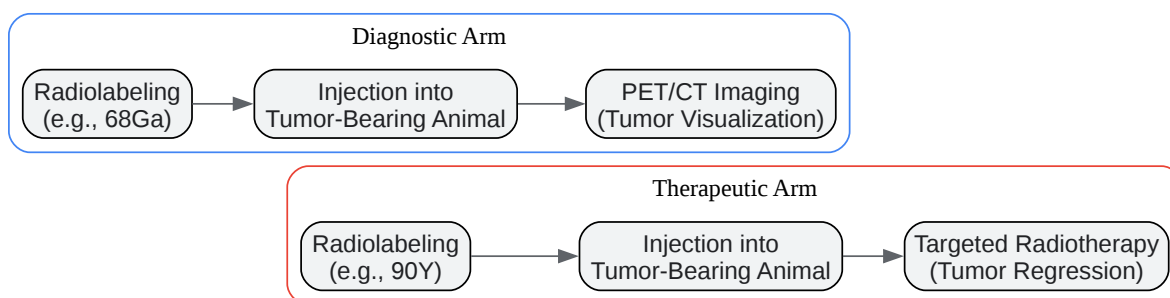 Diagnostic Arm
Radiolabeling
(e.g., 68Ga)
Injection into
Tumor-Bearing Animal
PET/CT Imaging
(Tumor Visualization)
Therapeutic Arm
Radiolabeling
(e.g., 90Y)
Injection into
Tumor-Bearing Animal
Targeted Radiotherapy
(Tumor Regression)